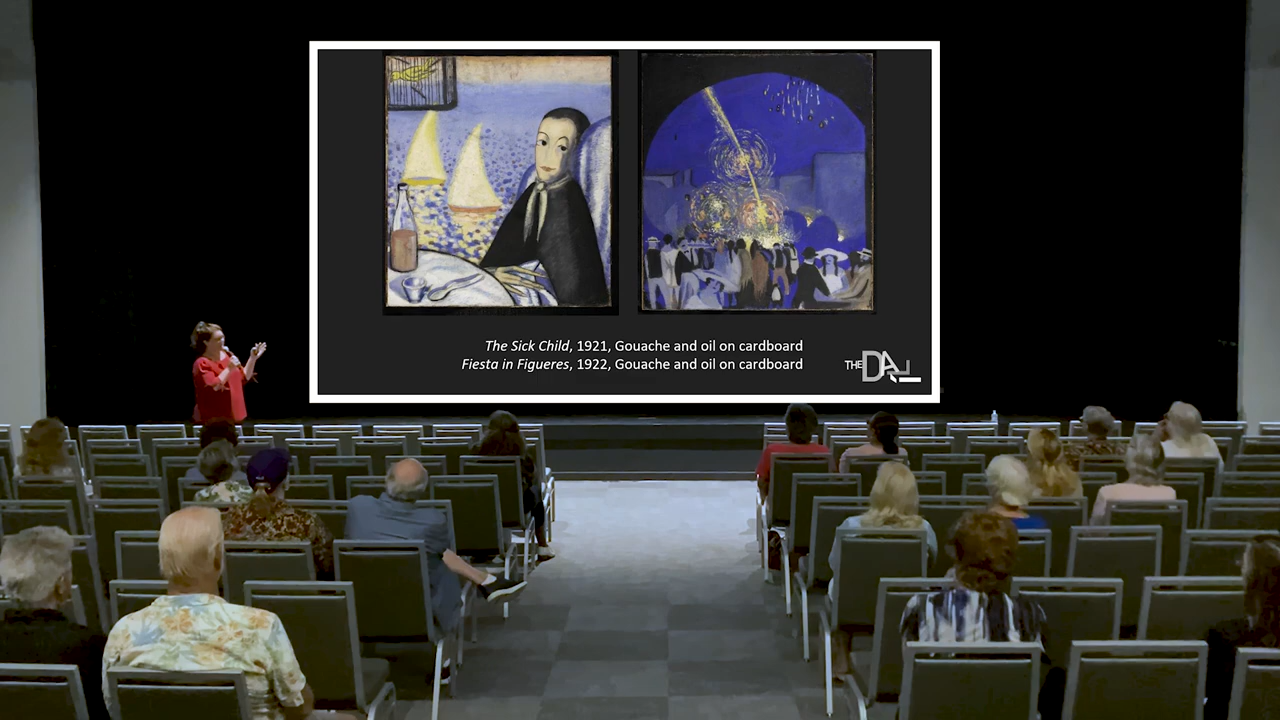 The Sick Child, 1921, Gouache and oil on cardboard
Fiesta in Figueres, 1922, Gouache and oil on cardboard
THE DALI